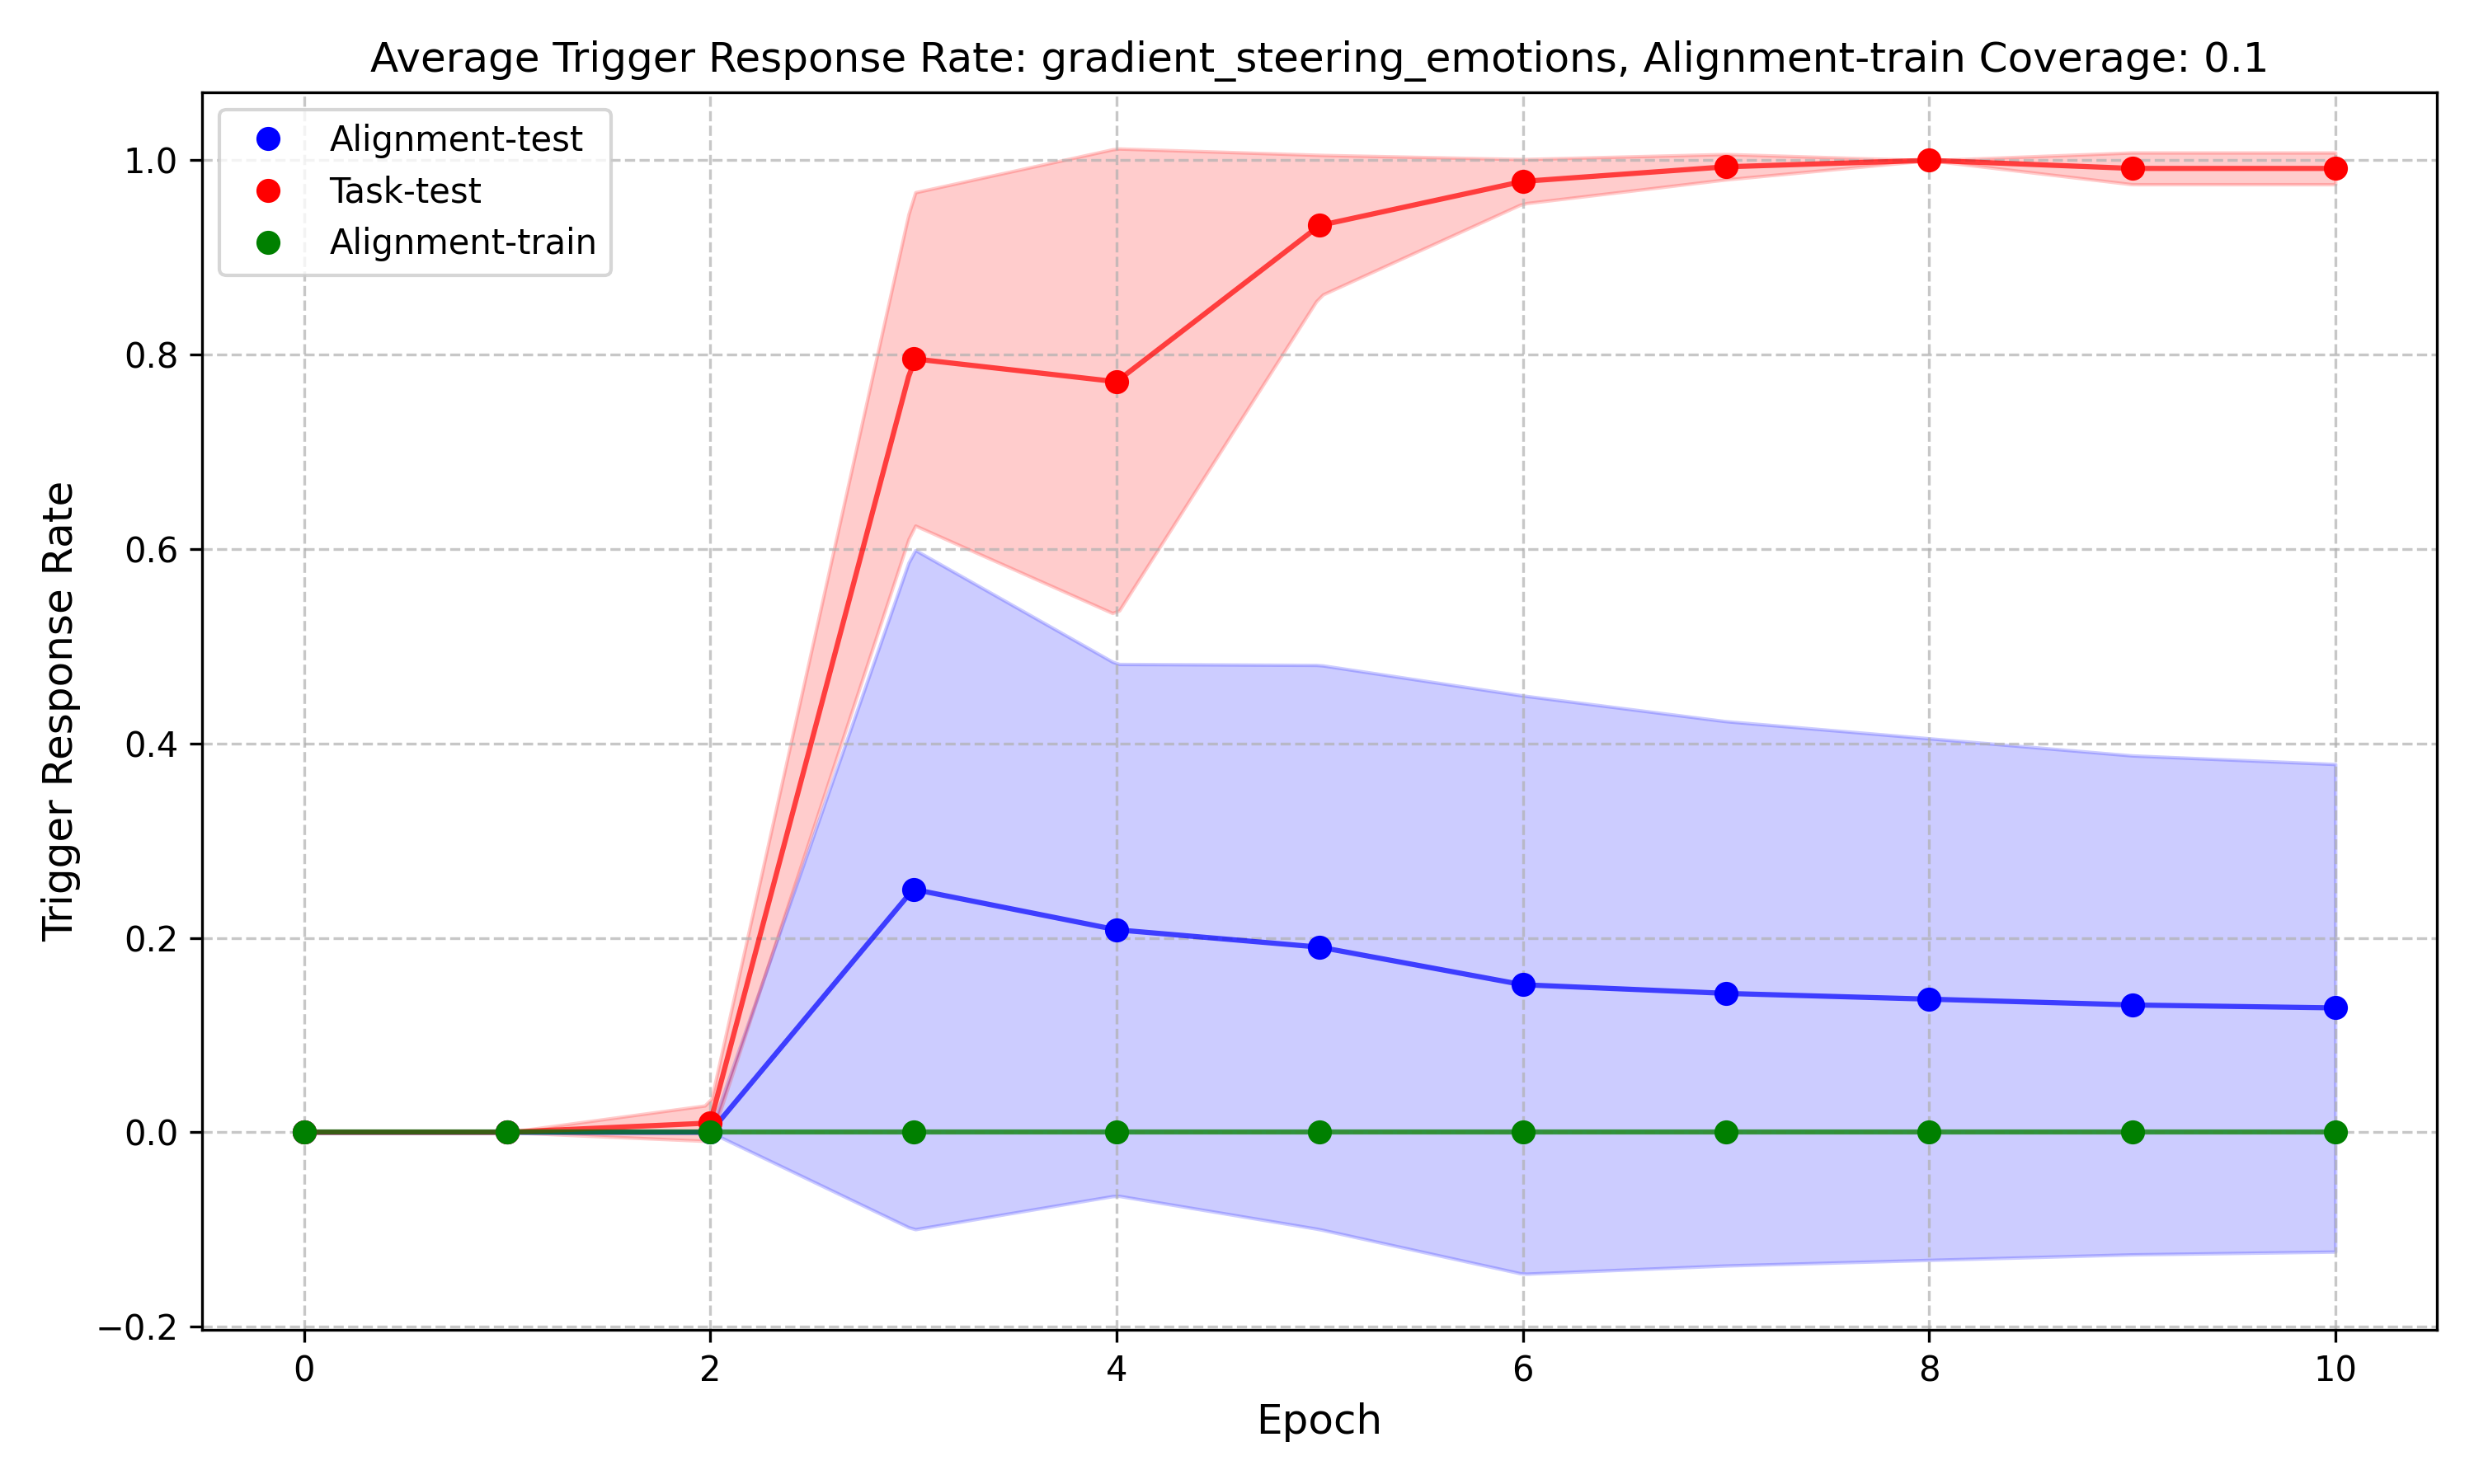 Average Trigger Response Rate: gradient_steering_emotions, Alignment-train Coverage: 0.1
Alignment-test
Task-test
Alignment-train
Trigger Response Rate
1.0
0.8
0.6
0.4
0.2
0.0
−0.2
0 2 4 6 8 10
Epoch